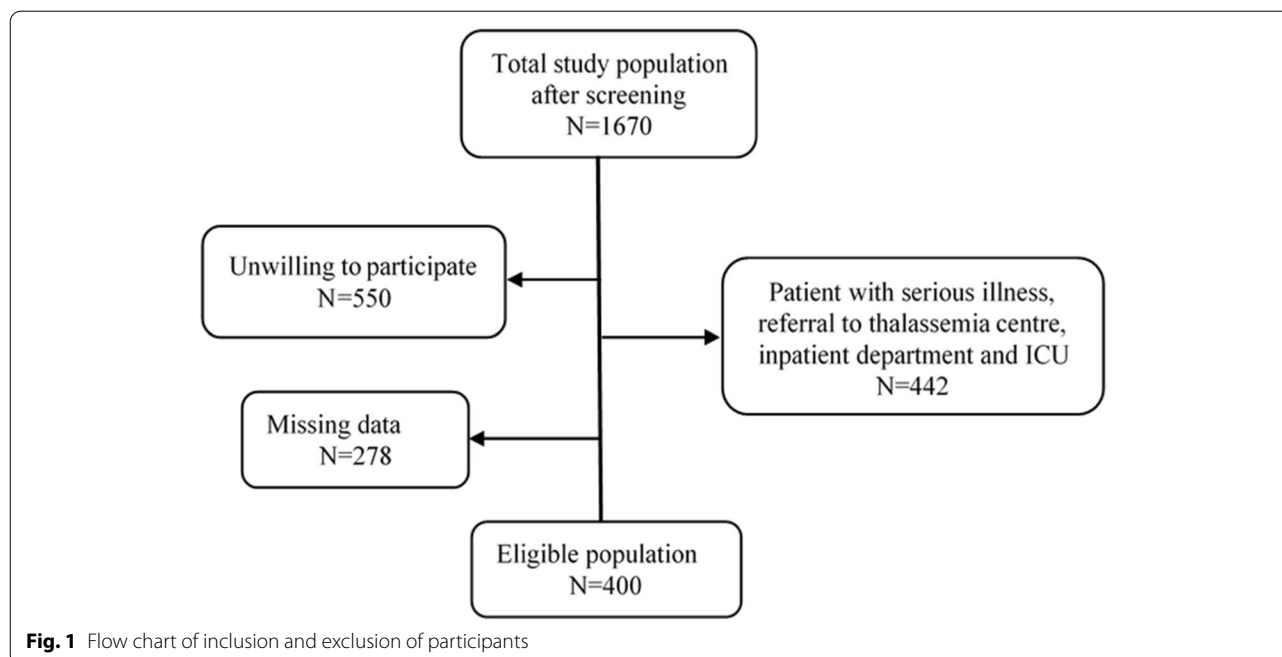 Total study population
after screening
N=1670
Unwilling to participate
N=550
Patient with serious illness,
referral to thalassemia centre,
inpatient department and ICU
N=442
Missing data
N=278
Eligible population
N=400
Fig. 1 Flow chart of inclusion and exclusion of participants